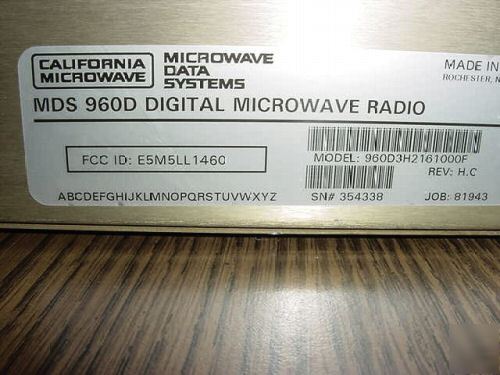 CALIFORNIA
MICROWAVE
MICROWAVE
DATA
SYSTEMS
MADE IN
ROCHESTER, N
MDS 960D DIGITAL MICROWAVE RADIO
FCC ID: E5M5LL1460
MODEL: 960D3H2161000F
REV: H.C
SN# 354338
JOB: 81943
ABCDEFGHIJKLMNOPQRSTUVWXYZ